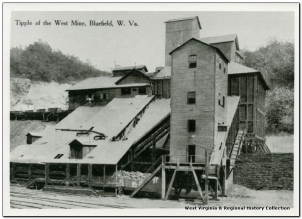 Tipple of the West Mine, Bluefield, W. Va.
West Virginia & Regional History Collection